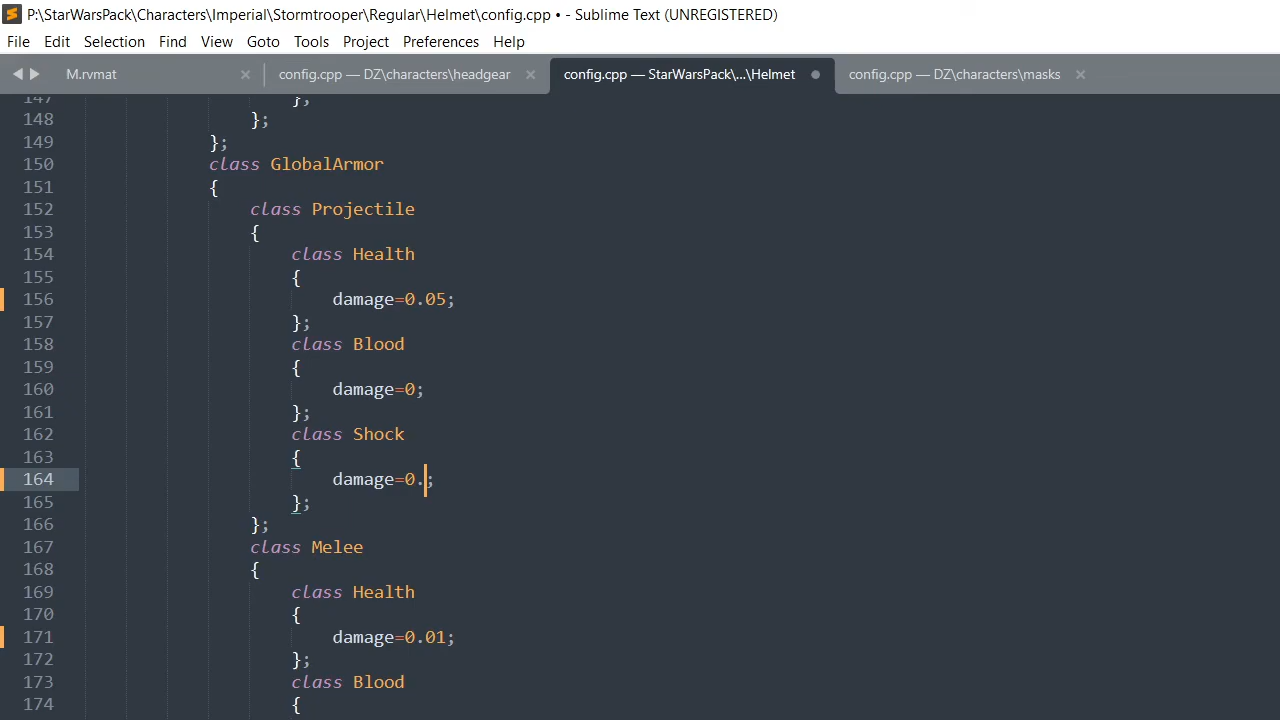 P:\StarWarsPack\Characters\Imperial\Stormtrooper\Regular\Helmet\config.cpp • - Sublime Text (UNREGISTERED)
File Edit Selection Find View Goto Tools Project Preferences Help
M.rvmat × config.cpp — DZ\characters\headgear × config.cpp — StarWarsPack\...\Helmet config.cpp — DZ\characters\masks ×
147 };
148 };
149 };
150 class GlobalArmor
151 {
152 class Projectile
153 {
154 class Health
155 {
156 damage=0.05;
157 };
158 class Blood
159 {
160 damage=0;
161 };
162 class Shock
163 {
164 damage=0.;
165 };
166 };
167 class Melee
168 {
169 class Health
170 {
171 damage=0.01;
172 };
173 class Blood
174 {